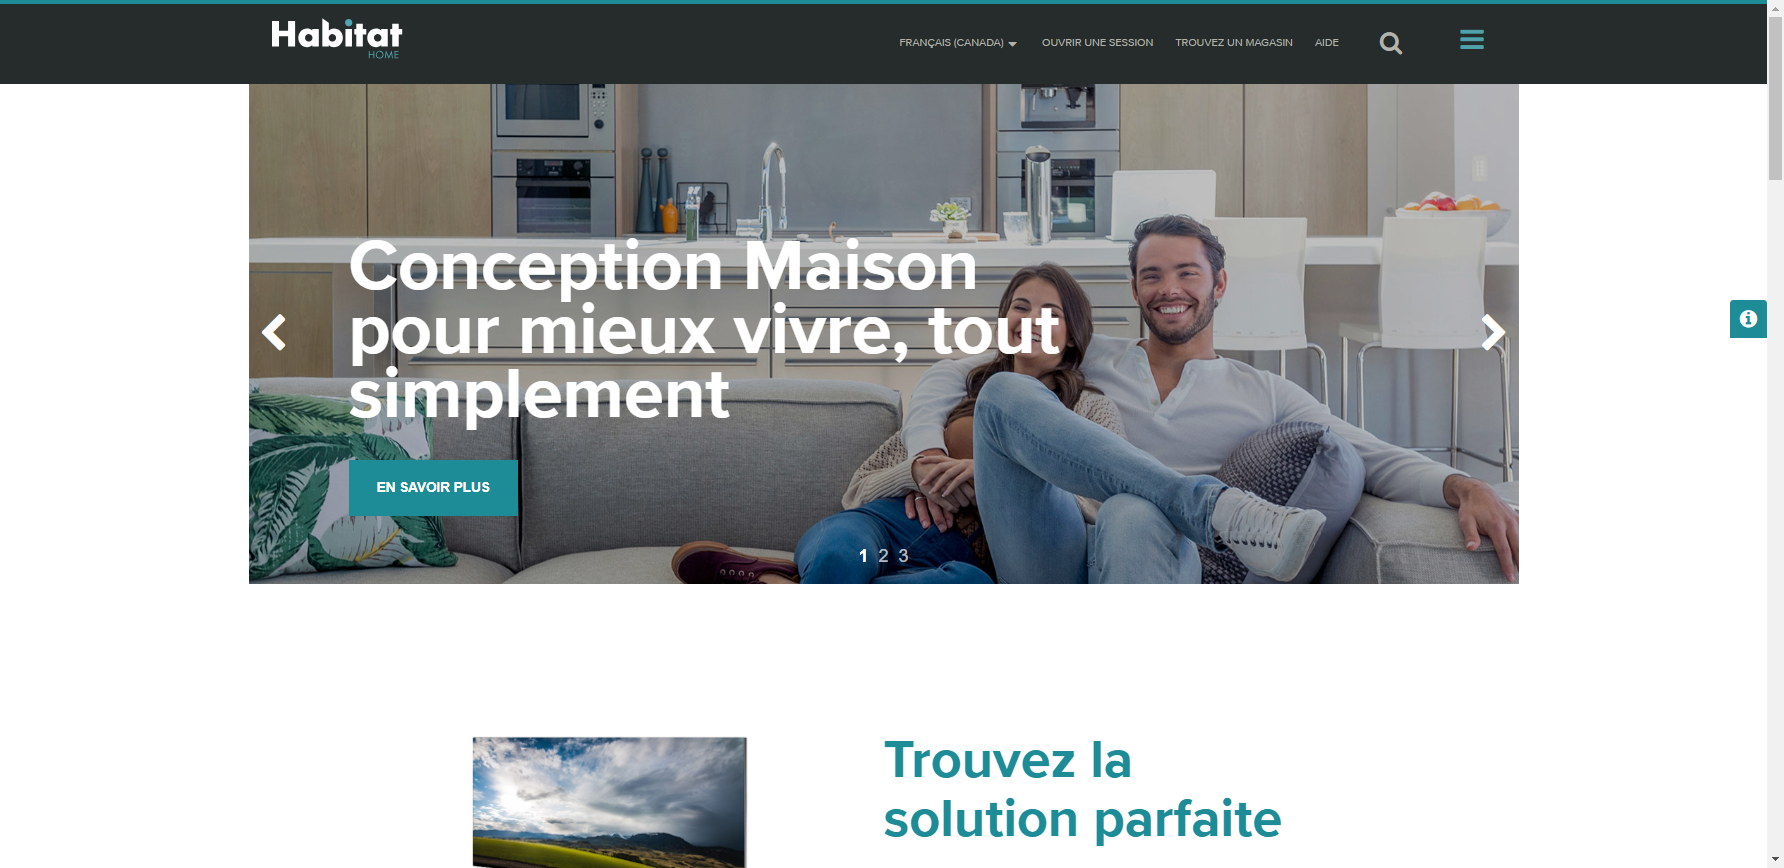 Habitat
HOME
FRANÇAIS (CANADA)
OUVRIR UNE SESSION
TROUVEZ UN MAGASIN
AIDE
Conception Maison
pour mieux vivre, tout
simplement
EN SAVOIR PLUS
1 2 3
Trouvez la
solution parfaite